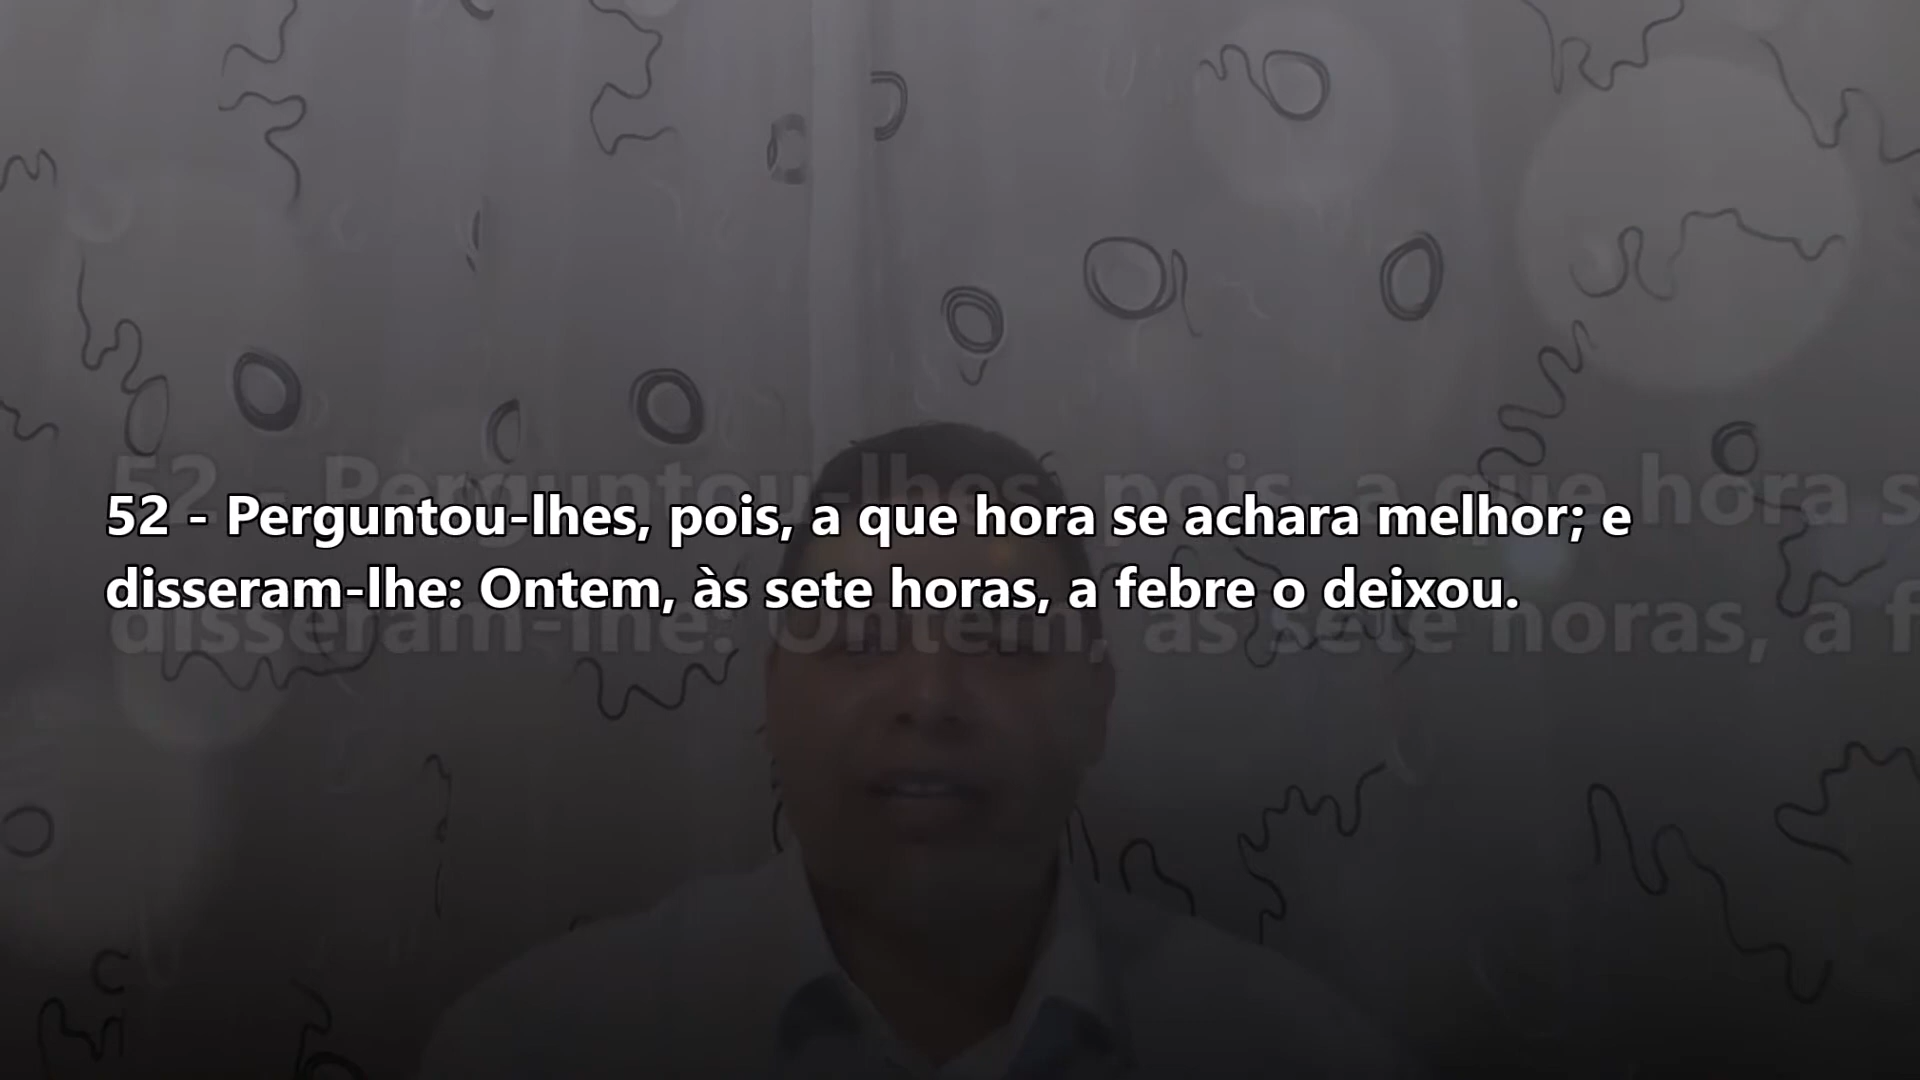 52 - Perguntou-lhes, pois, a que hora se achara melhor; e
disseram-lhe: Ontem, às sete horas, a febre o deixou.